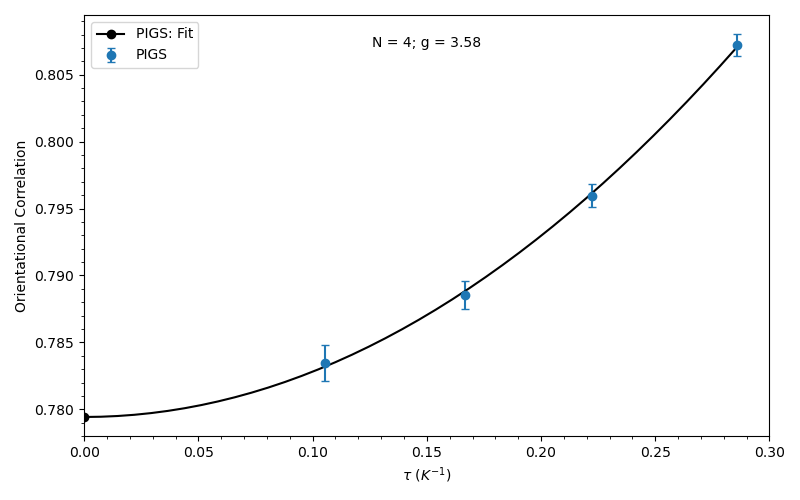 PIGS: Fit
PIGS
N = 4; g = 3.58
Orientational Correlation
0.805
0.800
0.795
0.790
0.785
0.780
0.00 0.05 0.10 0.15 0.20 0.25 0.30
τ (K⁻¹)